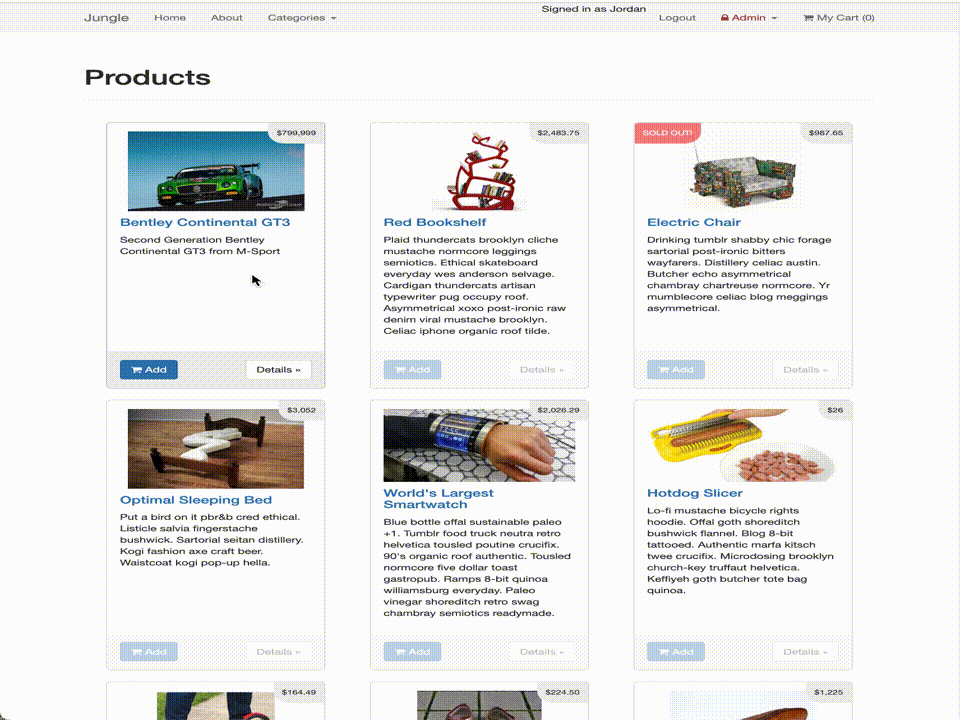 Signed in as Jordan
Jungle Home About Categories Logout Admin My Cart (0)
Products
$799,999
Bentley Continental GT3
Second Generation Bentley
Continental GT3 from M-Sport
Add Details »
$2,483.75
Red Bookshelf
Plaid thundercats brooklyn cliche
mustache normcore leggings
semiotics. Ethical skateboard
everyday wes anderson selvage.
Cardigan thundercats artisan
typewriter pug occupy roof.
Asymmetrical xoxo post-ironic raw
denim viral mustache brooklyn.
Celiac iphone organic roof tilde.
Add Details »
SOLD OUT! $987.65
Electric Chair
Drinking tumblr shabby chic forage
sartorial post-ironic bitters
wayfarers. Distillery celiac austin.
Butcher echo asymmetrical
chambray chartreuse normcore. Yr
mumblecore celiac blog meggings
asymmetrical.
Add Details »
$3,052
Optimal Sleeping Bed
Put a bird on it pbr&b cred ethical.
Listicle salvia fingerstache
bushwick. Sartorial seitan distillery.
Kogi fashion axe craft beer.
Waistcoat kogi pop-up hella.
Add Details »
$2,026.29
World's Largest
Smartwatch
Blue bottle offal sustainable paleo
+1. Tumblr food truck neutra retro
helvetica tousled poutine crucifix.
90's organic roof authentic. Tousled
normcore five dollar toast
gastropub. Ramps 8-bit quinoa
williamsburg everyday. Paleo
vinegar shoreditch retro swag
chambray semiotics readymade.
Add Details »
$26
Hotdog Slicer
Lo-fi mustache bicycle rights
hoodie. Offal goth shoreditch
bushwick flannel. Blog 8-bit
tattooed. Authentic marfa kitsch
twee crucifix. Microdosing brooklyn
church-key truffaut helvetica.
Keffiyeh goth butcher tote bag
quinoa.
Add Details »
$164.49
$224.50
$1,225